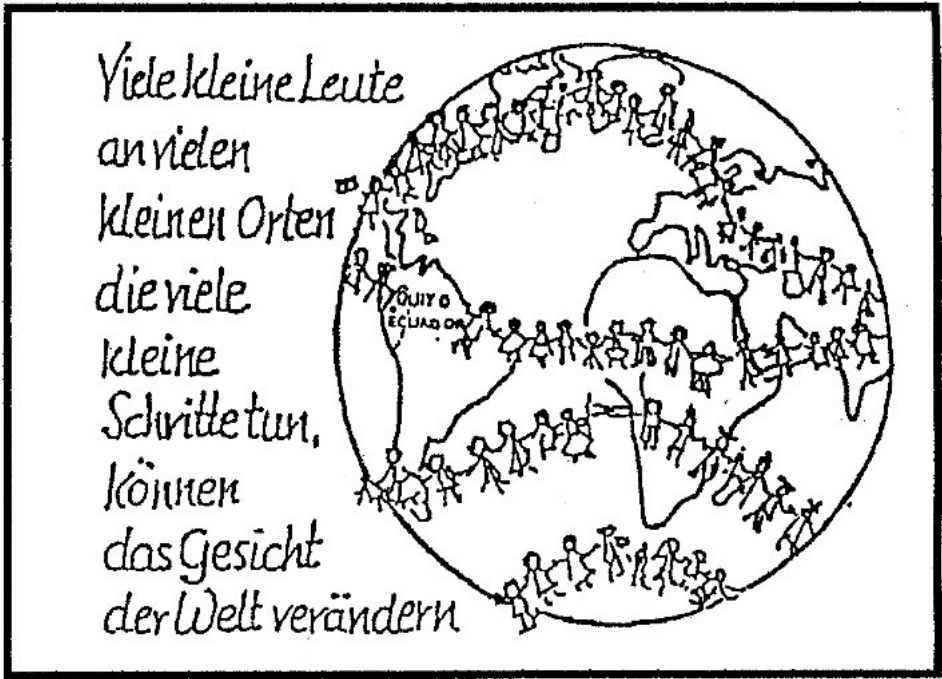 Viele kleine Leute
an vielen
kleinen Orten
die viele
kleine
Schritte tun,
können
das Gesicht
der Welt verändern
QUITO
ECUADOR